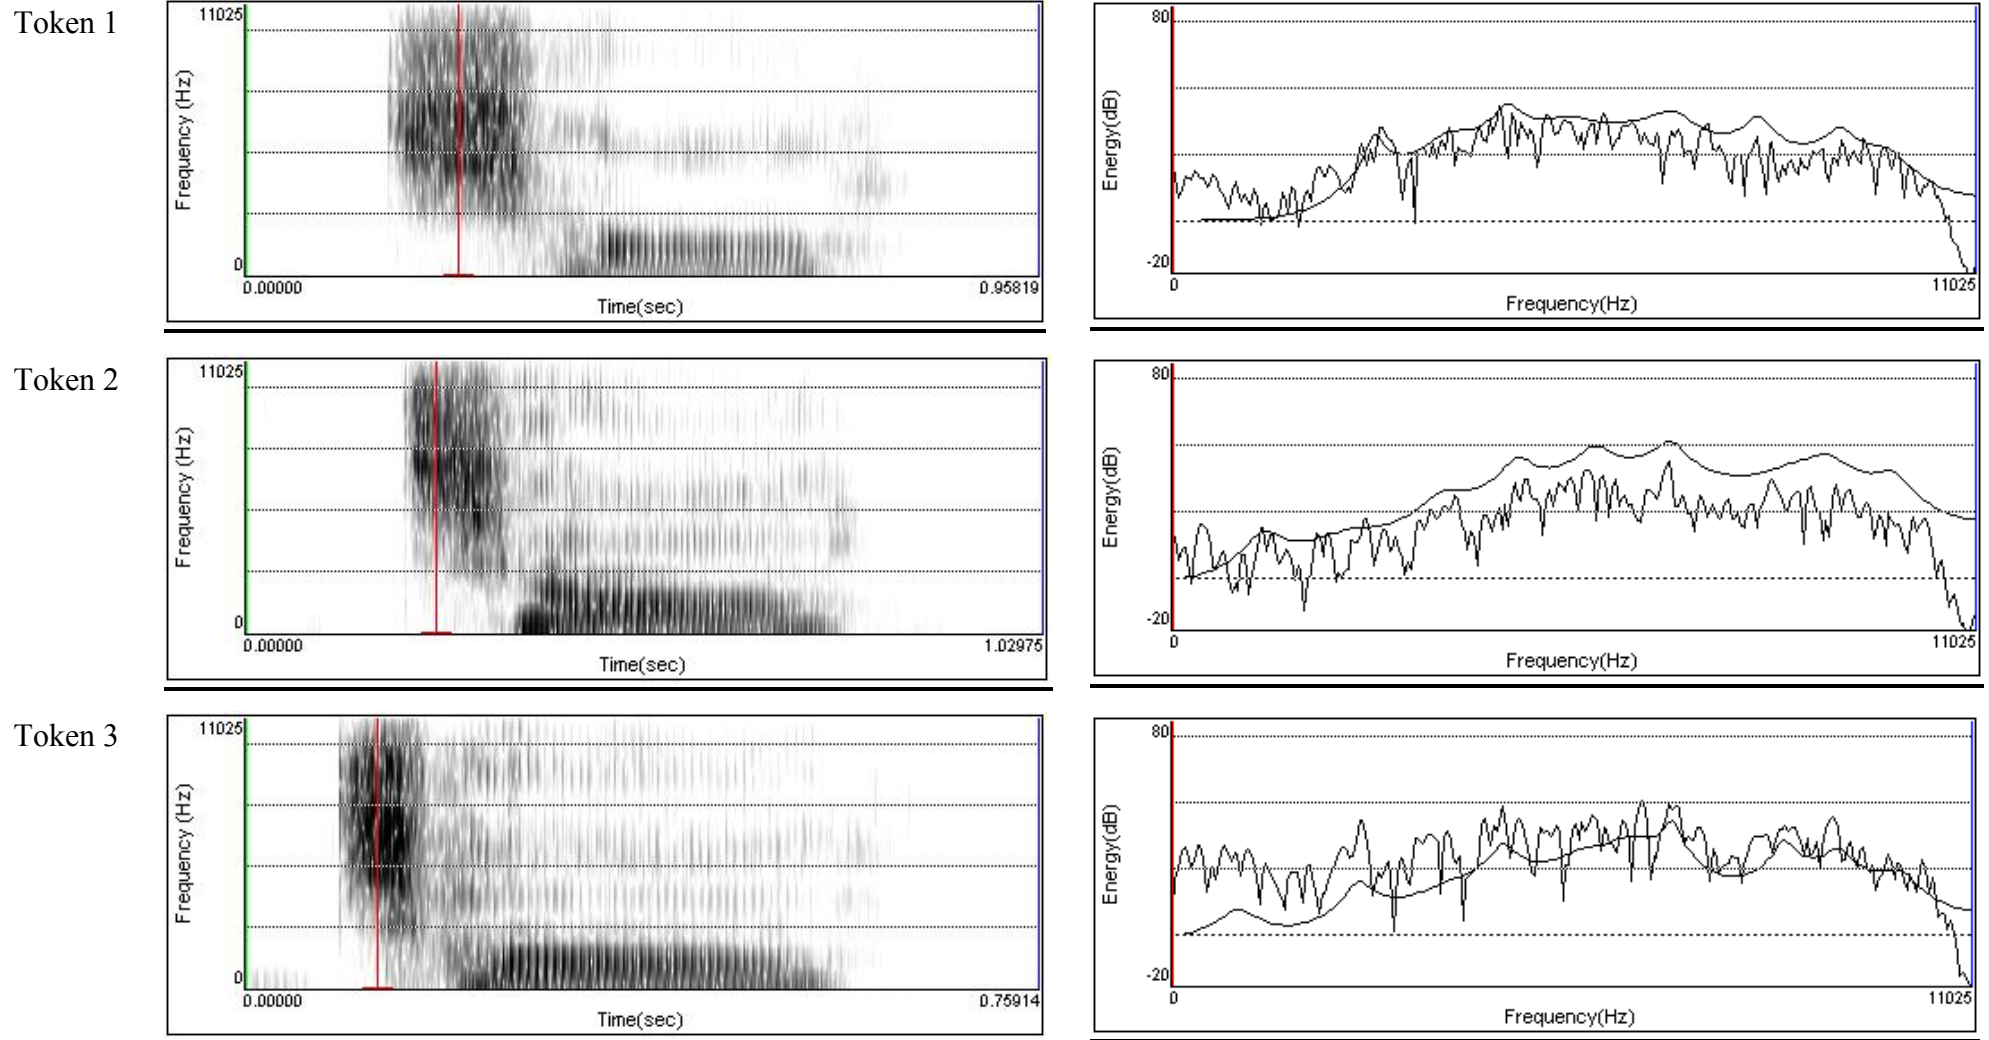 Token 1
11025
Frequency (Hz)
0
0.00000
0.95819
Time(sec)
80
Energy(dB)
-20
0
11025
Frequency(Hz)
Token 2
11025
Frequency (Hz)
0
0.00000
1.02975
Time(sec)
80
Energy(dB)
-20
0
11025
Frequency(Hz)
Token 3
11025
Frequency (Hz)
0
0.00000
0.75914
Time(sec)
80
Energy(dB)
-20
0
11025
Frequency(Hz)